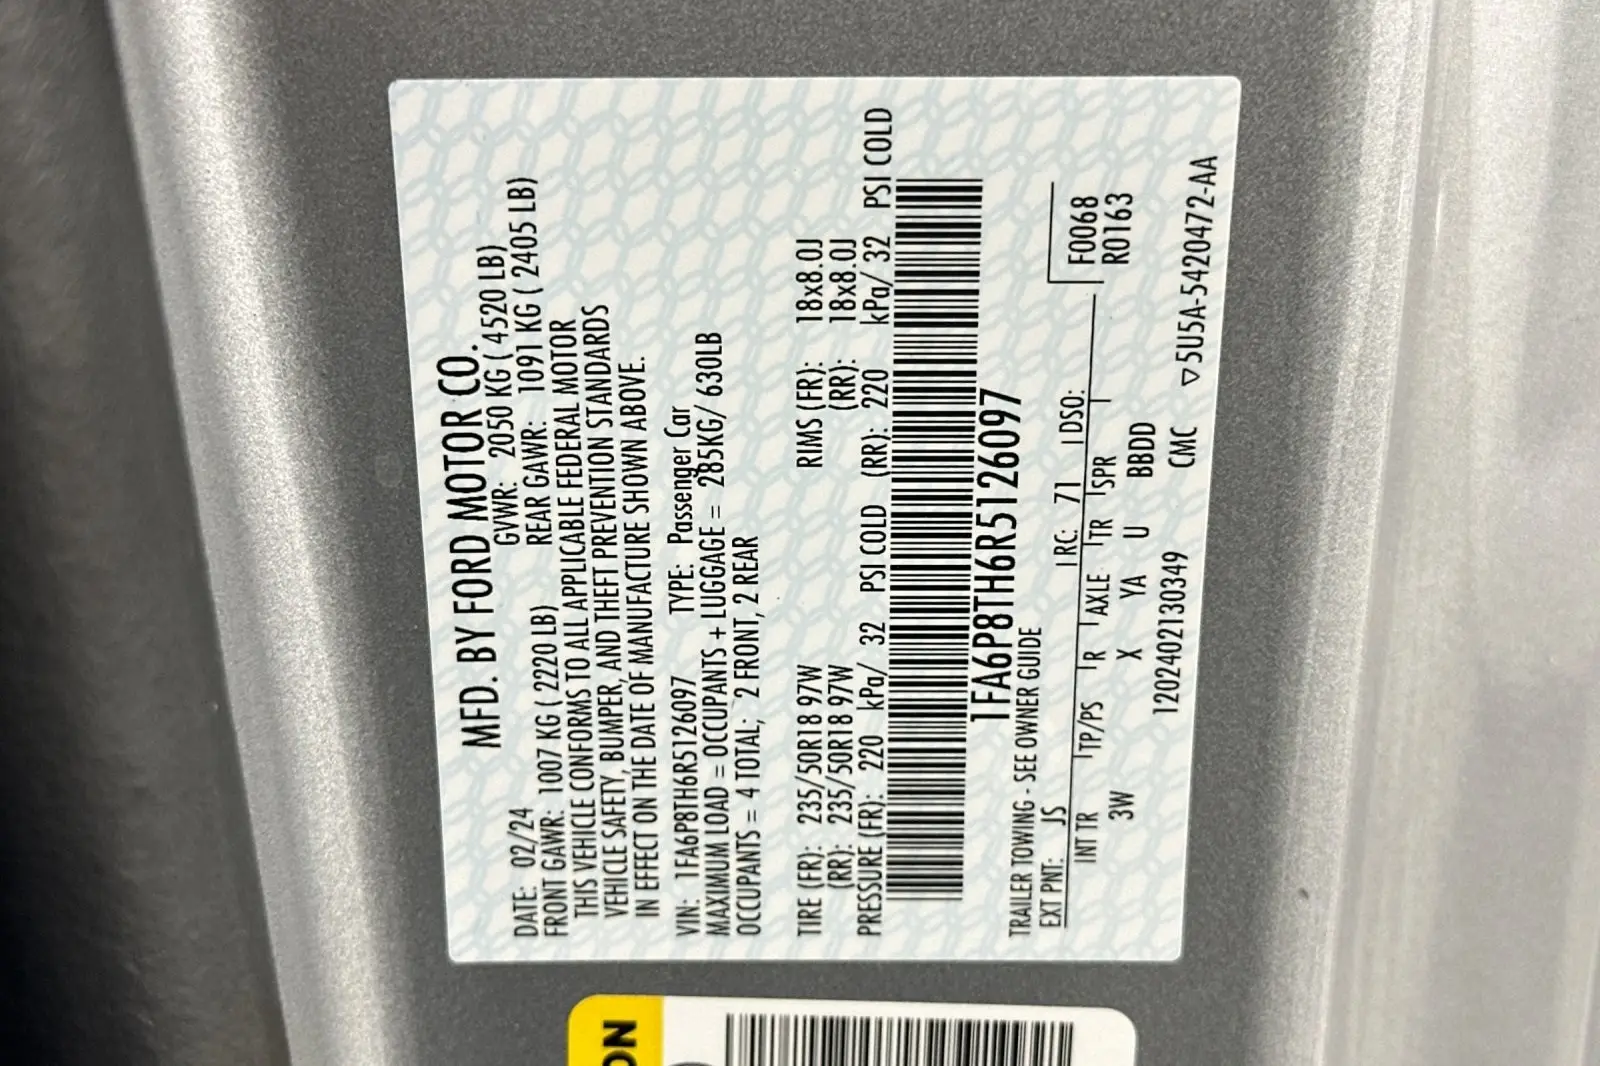 MFD. BY FORD MOTOR CO.
DATE: 02/24 GVWR: 2050 KG ( 4520 LB)
FRONT GAWR: 1007 KG ( 2220 LB) REAR GAWR: 1091 KG ( 2405 LB)
THIS VEHICLE CONFORMS TO ALL APPLICABLE FEDERAL MOTOR
VEHICLE SAFETY, BUMPER, AND THEFT PREVENTION STANDARDS
IN EFFECT ON THE DATE OF MANUFACTURE SHOWN ABOVE.
VIN: 1FA6P8TH6R5126097 TYPE: Passenger Car
MAXIMUM LOAD = OCCUPANTS + LUGGAGE = 285KG/ 630LB
OCCUPANTS = 4 TOTAL; 2 FRONT, 2 REAR
TIRE (FR): 235/50R18 97W RIMS (FR): 18x8.0J
(RR): 235/50R18 97W (RR): 18x8.0J
PRESSURE (FR): 220 kPa/ 32 PSI COLD (RR): 220 kPa/ 32 PSI COLD
1FA6P8TH6R5126097
TRAILER TOWING - SEE OWNER GUIDE
EXT PNT: JS RC: 71 DSO: F0068
INT TR TP/PS R AXLE TR SPR R0163
3W X YA U BBDD
12024021303​49 CMC ▽5U5A-5420472-AA
ON